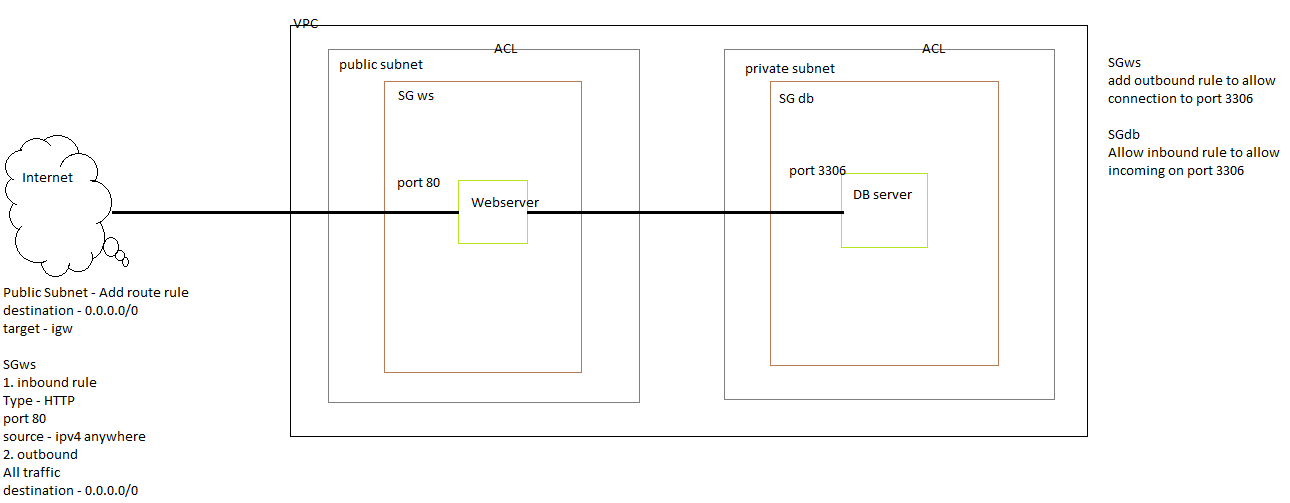 VPC
ACL
public subnet
SG ws
port 80
Webserver
ACL
private subnet
SG db
port 3306
DB server
Internet
Public Subnet - Add route rule
destination - 0.0.0.0/0
target - igw
SGws
1. inbound rule
Type - HTTP
port 80
source - ipv4 anywhere
2. outbound
All traffic
destination - 0.0.0.0/0
SGws
add outbound rule to allow
connection to port 3306
SGdb
Allow inbound rule to allow
incoming on port 3306